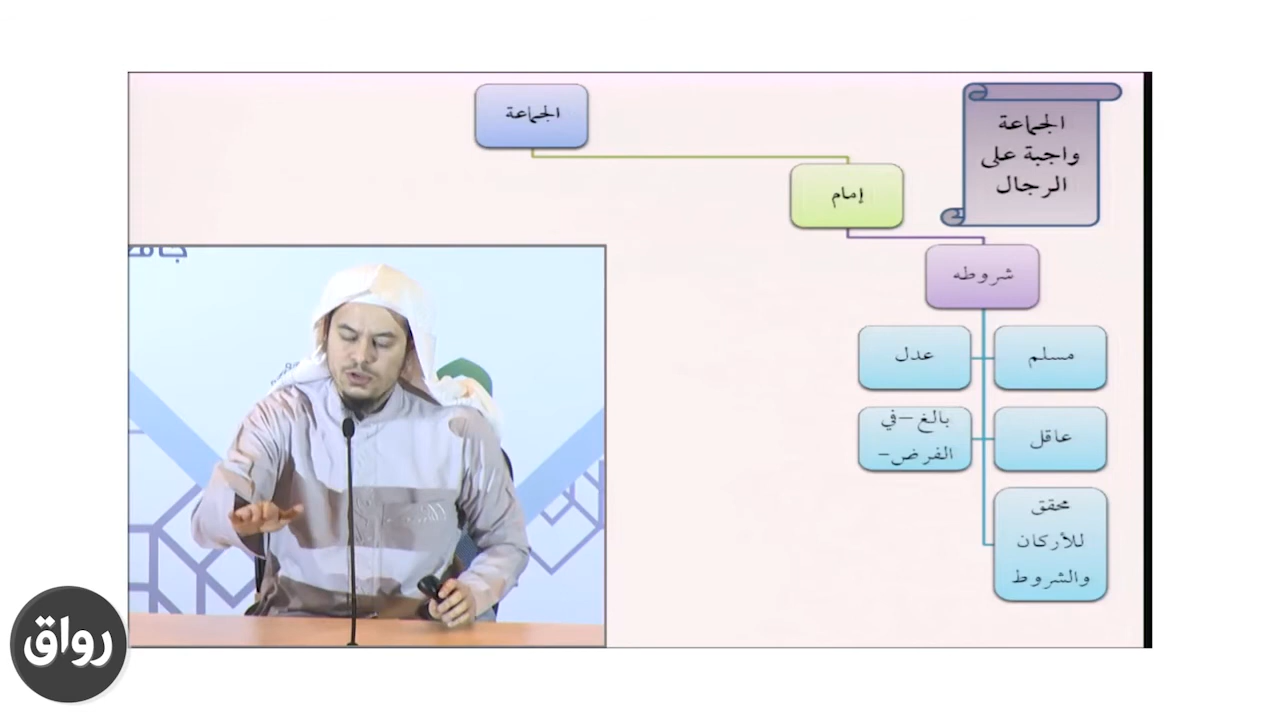 الجماعة
واجبة على
الرجال
الجماعة
إمام
شروطه
مسلم
عدل
عاقل
بالغ –في
الفرض–
محقق
للأركان
والشروط
رواق